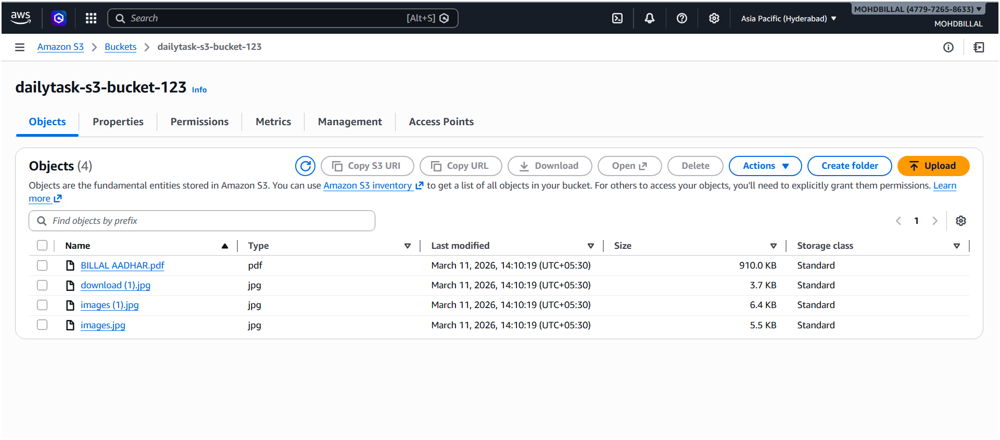 aws
Search [Alt+S]
Asia Pacific (Hyderabad)
MOHDBILLAL (4779-7265-8633)
MOHDBILLAL
Amazon S3 Buckets dailytask-s3-bucket-123
dailytask-s3-bucket-123 Info
Objects Properties Permissions Metrics Management Access Points
Objects (4) Copy S3 URI Copy URL Download Open Delete Actions Create folder Upload
Objects are the fundamental entities stored in Amazon S3. You can use Amazon S3 inventory to get a list of all objects in your bucket. For others to access your objects, you'll need to explicitly grant them permissions. Learn
more
Find objects by prefix 1
Name Type Last modified Size Storage class
BILLAL AADHAR.pdf pdf March 11, 2026, 14:10:19 (UTC+05:30) 910.0 KB Standard
download (1).jpg jpg March 11, 2026, 14:10:19 (UTC+05:30) 3.7 KB Standard
images (1).jpg jpg March 11, 2026, 14:10:19 (UTC+05:30) 6.4 KB Standard
images.jpg jpg March 11, 2026, 14:10:19 (UTC+05:30) 5.5 KB Standard